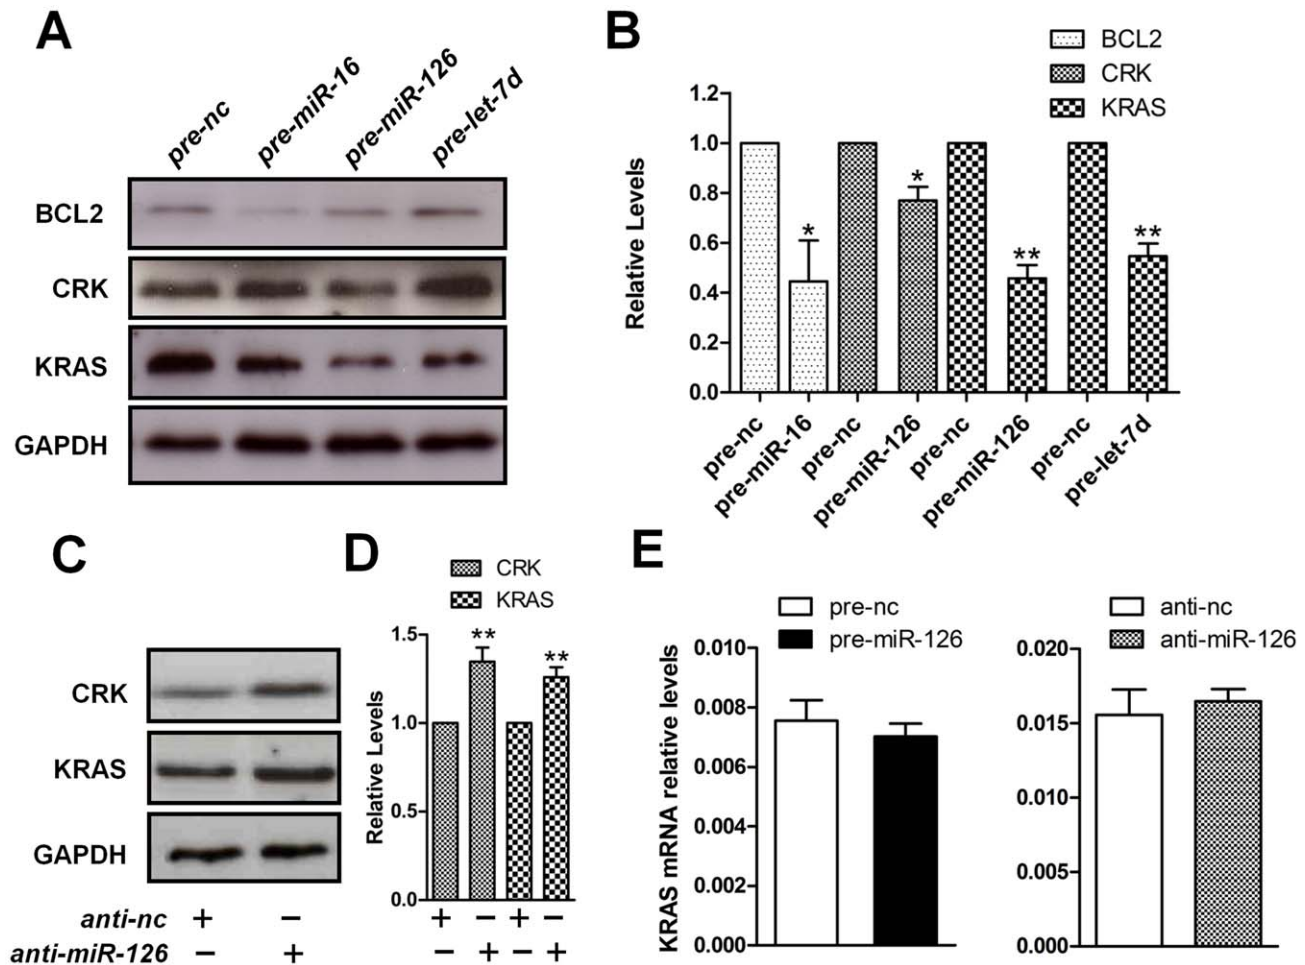 A
pre-nc
pre-miR-16
pre-miR-126
pre-let-7d
BCL2
CRK
KRAS
GAPDH
B
BCL2
CRK
KRAS
Relative Levels
1.2
1.0
0.8
0.6
0.4
0.2
0.0
*
*
**
**
pre-nc
pre-miR-16
pre-nc
pre-miR-126
pre-nc
pre-miR-126
pre-nc
pre-let-7d
C
CRK
KRAS
GAPDH
anti-nc + −
anti-miR-126 − +
D
CRK
KRAS
Relative Levels
1.5
1.0
0.5
0.0
**
**
+ − + −
− + − +
E
pre-nc
pre-miR-126
KRAS mRNA relative levels
0.010
0.008
0.006
0.004
0.002
0.000
anti-nc
anti-miR-126
0.020
0.015
0.010
0.005
0.000